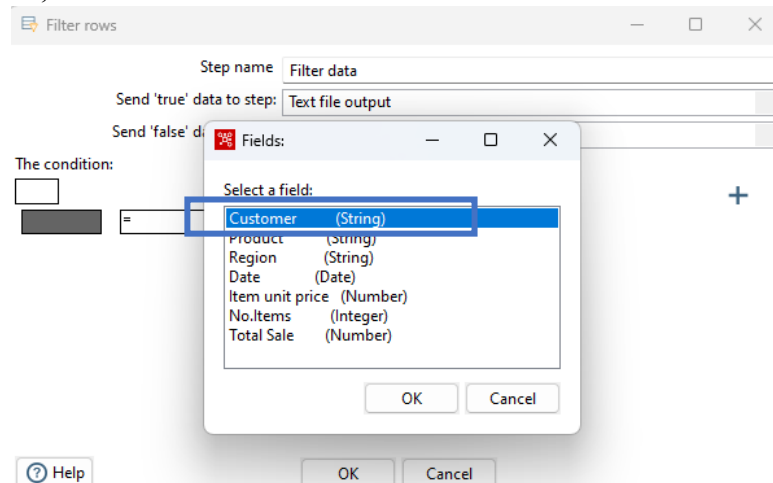 Filter rows
Step name Filter data
Send 'true' data to step: Text file output
Send 'false' da
Fields:
The condition:
Select a field:
=
Customer (String)
Product (String)
Region (String)
Date (Date)
Item unit price (Number)
No.Items (Integer)
Total Sale (Number)
OK Cancel
Help OK Cancel